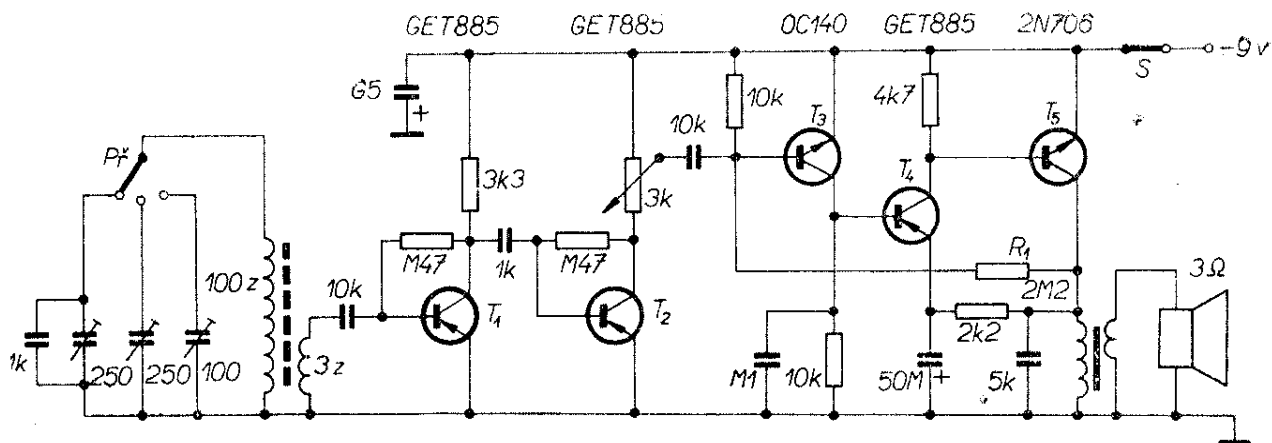 GET885
GET885
OC140
GET885
2N706
-9 v
S
G5
+
10k
4k7
T3
T5
10k
Př
3k3
3k
T4
M47
1k
M47
R1
3Ω
100 z
10k
T1
T2
2M2
3 z
2k2
1k
250
250
100
M1
10k
50M
+
5k